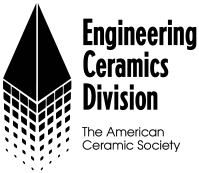 Engineering
Ceramics
Division
The American
Ceramic Society